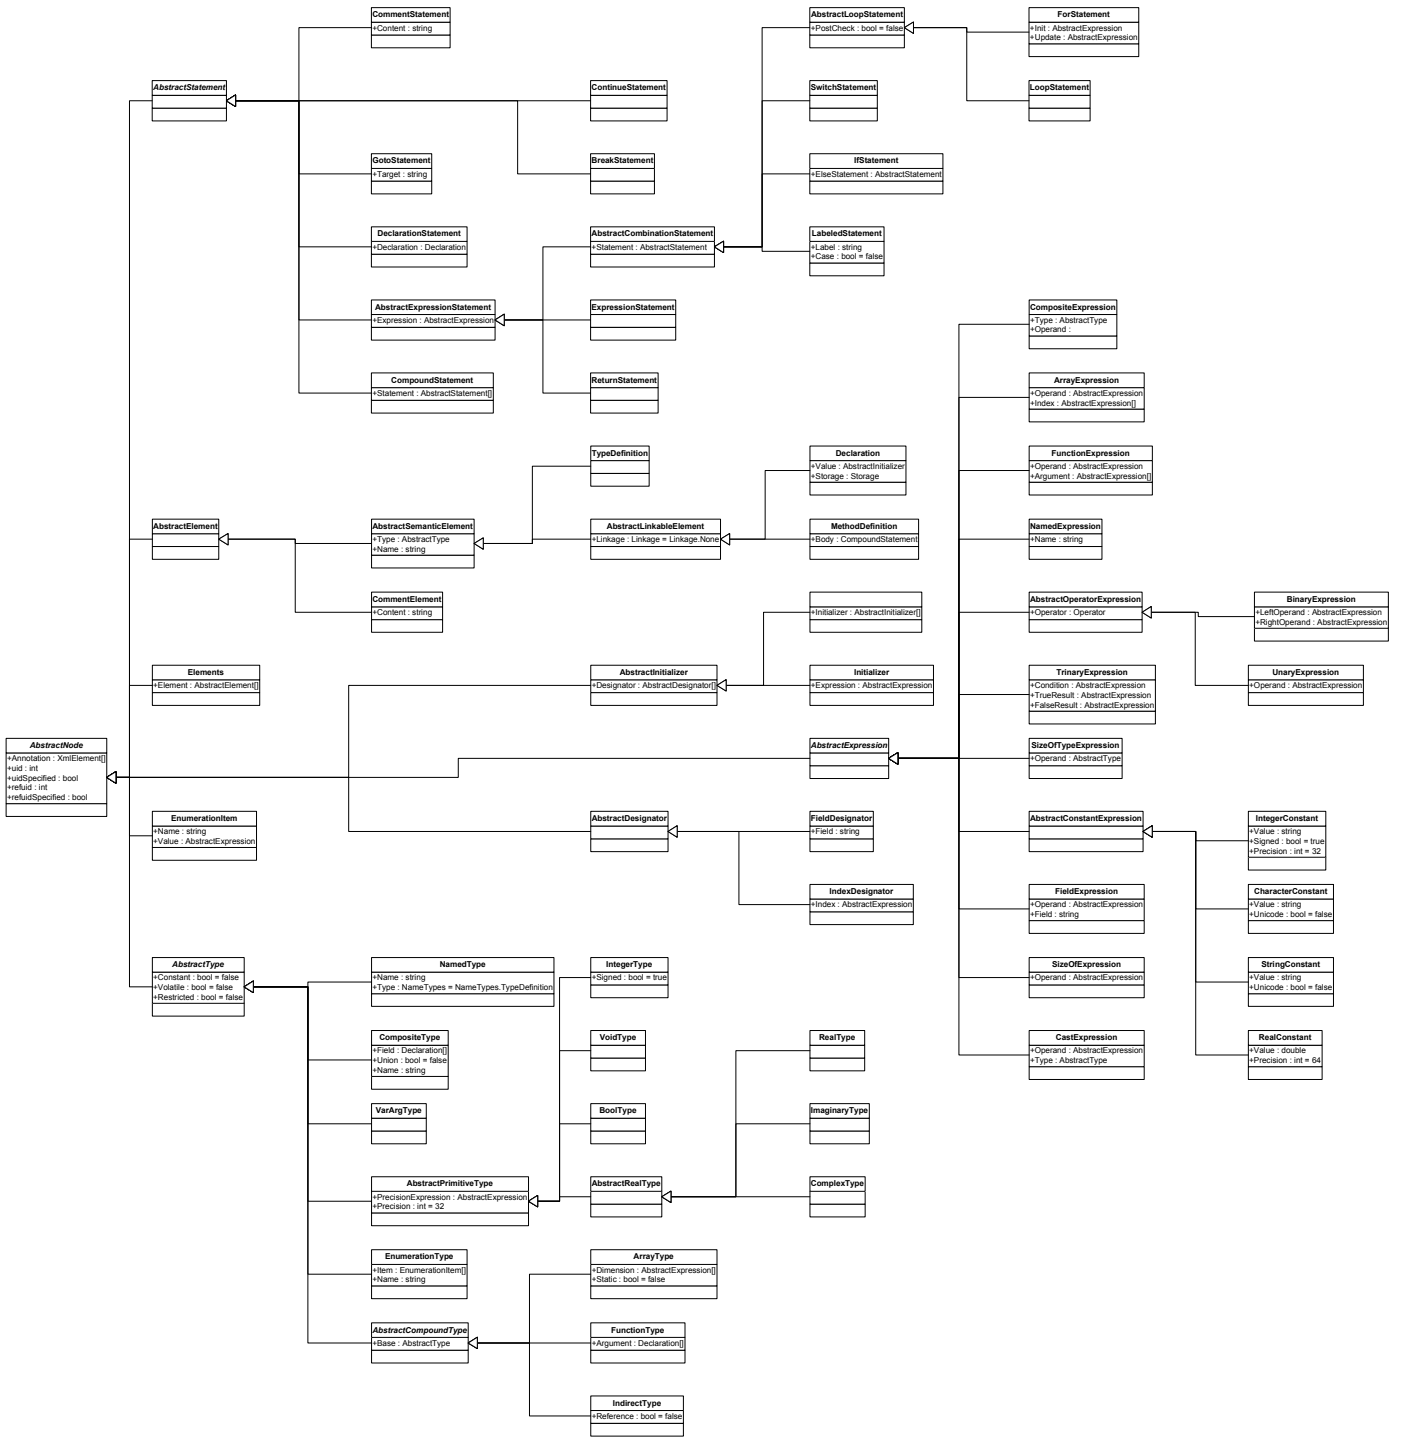 CommentStatement
+Content : string
AbstractLoopStatement
+PostCheck : bool = false
ForStatement
+Init : AbstractExpression
+Update : AbstractExpression
AbstractStatement
ContinueStatement
SwitchStatement
LoopStatement
GotoStatement
+Target : string
BreakStatement
IfStatement
+ElseStatement : AbstractStatement
DeclarationStatement
+Declaration : Declaration
AbstractCombinationStatement
+Statement : AbstractStatement
LabeledStatement
+Label : string
+Case : bool = false
AbstractExpressionStatement
+Expression : AbstractExpression
ExpressionStatement
CompositeExpression
+Type : AbstractType
+Operand :
CompoundStatement
+Statement : AbstractStatement[]
ReturnStatement
ArrayExpression
+Operand : AbstractExpression
+Index : AbstractExpression[]
TypeDefinition
Declaration
+Value : AbstractInitializer
+Storage : Storage
FunctionExpression
+Operand : AbstractExpression
+Argument : AbstractExpression[]
AbstractElement
AbstractSemanticElement
+Type : AbstractType
+Name : string
AbstractLinkableElement
+Linkage : Linkage = Linkage.None
MethodDefinition
+Body : CompoundStatement
NamedExpression
+Name : string
CommentElement
+Content : string
+Initializer : AbstractInitializer[]
AbstractOperatorExpression
+Operator : Operator
BinaryExpression
+LeftOperand : AbstractExpression
+RightOperand : AbstractExpression
Elements
+Element : AbstractElement[]
AbstractInitializer
+Designator : AbstractDesignator[]
Initializer
+Expression : AbstractExpression
TrinaryExpression
+Condition : AbstractExpression
+TrueResult : AbstractExpression
+FalseResult : AbstractExpression
UnaryExpression
+Operand : AbstractExpression
AbstractNode
+Annotation : XmlElement[]
+uid : int
+uidSpecified : bool
+refuid : int
+refuidSpecified : bool
AbstractExpression
SizeOfTypeExpression
+Operand : AbstractType
EnumerationItem
+Name : string
+Value : AbstractExpression
AbstractDesignator
FieldDesignator
+Field : string
AbstractConstantExpression
IntegerConstant
+Value : string
+Signed : bool = true
+Precision : int = 32
IndexDesignator
+Index : AbstractExpression
FieldExpression
+Operand : AbstractExpression
+Field : string
CharacterConstant
+Value : string
+Unicode : bool = false
AbstractType
+Constant : bool = false
+Volatile : bool = false
+Restricted : bool = false
NamedType
+Name : string
+Type : NameTypes = NameTypes.TypeDefinition
IntegerType
+Signed : bool = true
SizeOfExpression
+Operand : AbstractExpression
StringConstant
+Value : string
+Unicode : bool = false
CompositeType
+Field : Declaration[]
+Union : bool = false
+Name : string
VoidType
RealType
CastExpression
+Operand : AbstractExpression
+Type : AbstractType
RealConstant
+Value : double
+Precision : int = 64
VarArgType
BoolType
ImaginaryType
AbstractPrimitiveType
+PrecisionExpression : AbstractExpression
+Precision : int = 32
AbstractRealType
ComplexType
EnumerationType
+Item : EnumerationItem[]
+Name : string
ArrayType
+Dimension : AbstractExpression[]
+Static : bool = false
AbstractCompoundType
+Base : AbstractType
FunctionType
+Argument : Declaration[]
IndirectType
+Reference : bool = false